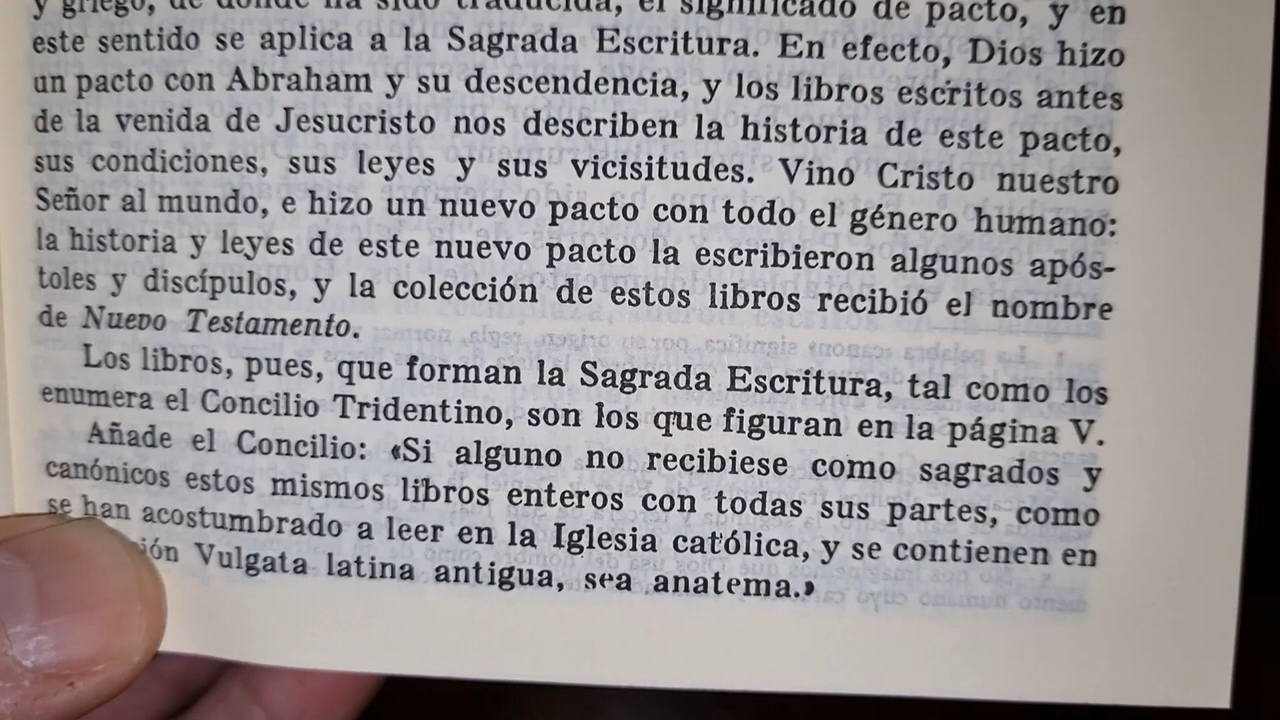 y griego, de donde ha sido traducida, el significado de pacto, y en
este sentido se aplica a la Sagrada Escritura. En efecto, Dios hizo
un pacto con Abraham y su descendencia, y los libros escritos antes
de la venida de Jesucristo nos describen la historia de este pacto,
sus condiciones, sus leyes y sus vicisitudes. Vino Cristo nuestro
Señor al mundo, e hizo un nuevo pacto con todo el género humano:
la historia y leyes de este nuevo pacto la escribieron algunos após-
toles y discípulos, y la colección de estos libros recibió el nombre
de Nuevo Testamento.
Los libros, pues, que forman la Sagrada Escritura, tal como los
enumera el Concilio Tridentino, son los que figuran en la página V.
Añade el Concilio: «Si alguno no recibiese como sagrados y
canónicos estos mismos libros enteros con todas sus partes, como
se han acostumbrado a leer en la Iglesia católica, y se contienen en
Vulgata latina antigua, sea anatema.»